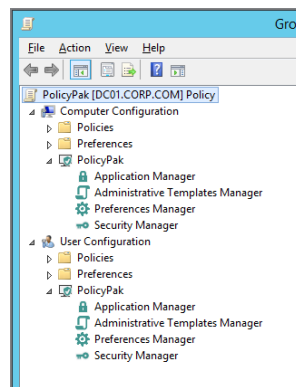 Gro
File Action View Help
PolicyPak [DC01.CORP.COM] Policy
Computer Configuration
Policies
Preferences
PolicyPak
Application Manager
Administrative Templates Manager
Preferences Manager
Security Manager
User Configuration
Policies
Preferences
PolicyPak
Application Manager
Administrative Templates Manager
Preferences Manager
Security Manager